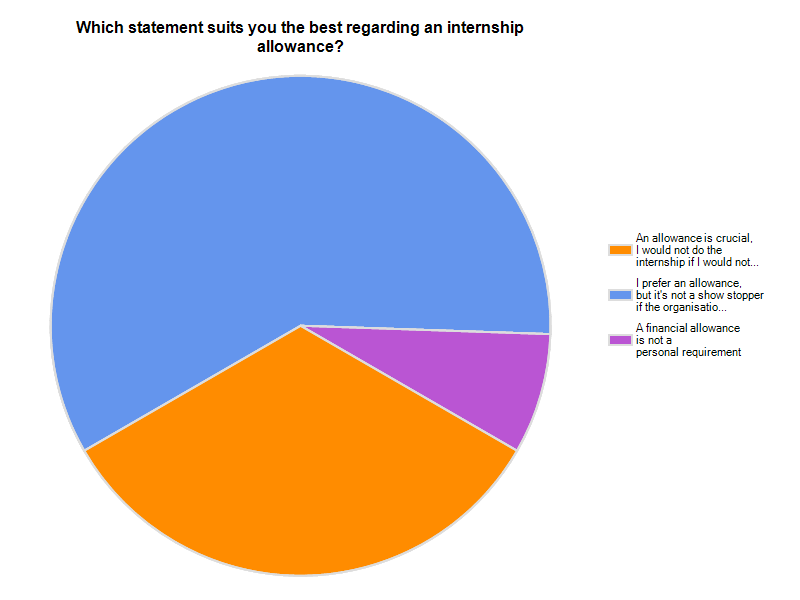 Which statement suits you the best regarding an internship
allowance?
An allowance is crucial,
I would not do the
internship if I would not...
I prefer an allowance,
but it's not a show stopper
if the organisatio...
A financial allowance
is not a
personal requirement